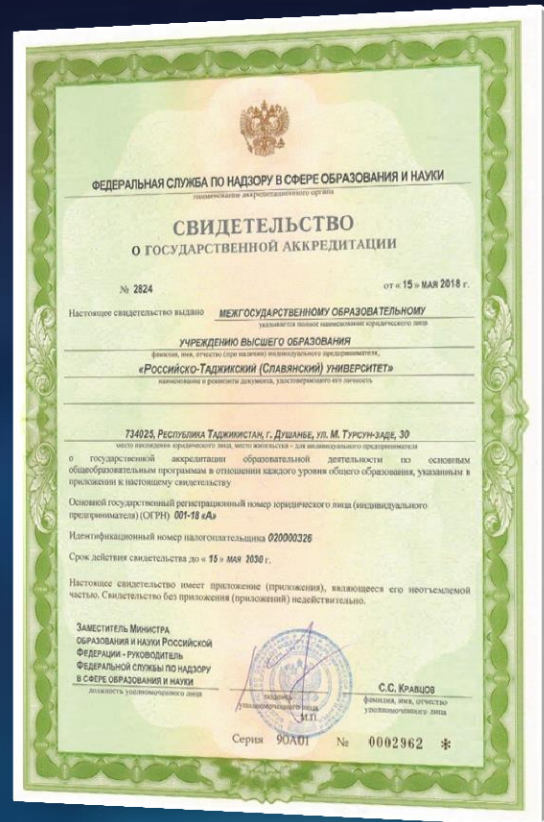 ФЕДЕРАЛЬНАЯ СЛУЖБА ПО НАДЗОРУ В СФЕРЕ ОБРАЗОВАНИЯ И НАУКИ
наименование аккредитационного органа
СВИДЕТЕЛЬСТВО
О ГОСУДАРСТВЕННОЙ АККРЕДИТАЦИИ
№ 2824 от « 15 » МАЯ 2018 г.
Настоящее свидетельство выдано МЕЖГОСУДАРСТВЕННОМУ ОБРАЗОВАТЕЛЬНОМУ
указывается полное наименование юридического лица
УЧРЕЖДЕНИЮ ВЫСШЕГО ОБРАЗОВАНИЯ
фамилия, имя, отчество (при наличии) индивидуального предпринимателя,
«РОССИЙСКО-ТАДЖИКСКИЙ (СЛАВЯНСКИЙ) УНИВЕРСИТЕТ»
наименования и реквизиты документа, удостоверяющего его личность
734025, РЕСПУБЛИКА ТАДЖИКИСТАН, Г. ДУШАНБЕ, УЛ. М. ТУРСУН-ЗАДЕ, 30
место нахождения юридического лица, место жительства - для индивидуального предпринимателя
о государственной аккредитации образовательной деятельности по основным
общеобразовательным программам в отношении каждого уровня общего образования, указанным в
приложении к настоящему свидетельству
Основной государственный регистрационный номер юридического лица (индивидуального
предпринимателя) (ОГРН) 001-18 «А»
Идентификационный номер налогоплательщика 020000326
Срок действия свидетельства до « 15 » МАЯ 2030 г.
Настоящее свидетельство имеет приложение (приложения), являющееся его неотъемлемой
частью. Свидетельство без приложения (приложений) недействительно.
ЗАМЕСТИТЕЛЬ МИНИСТРА
ОБРАЗОВАНИЯ И НАУКИ РОССИЙСКОЙ
ФЕДЕРАЦИИ - РУКОВОДИТЕЛЬ
ФЕДЕРАЛЬНОЙ СЛУЖБЫ ПО НАДЗОРУ
В СФЕРЕ ОБРАЗОВАНИЯ И НАУКИ
должность уполномоченного лица
подпись
уполномоченного лица
М.П.
С.С. КРАВЦОВ
фамилия, имя, отчество
уполномоченного лица
Серия 90А01 № 0002962 *